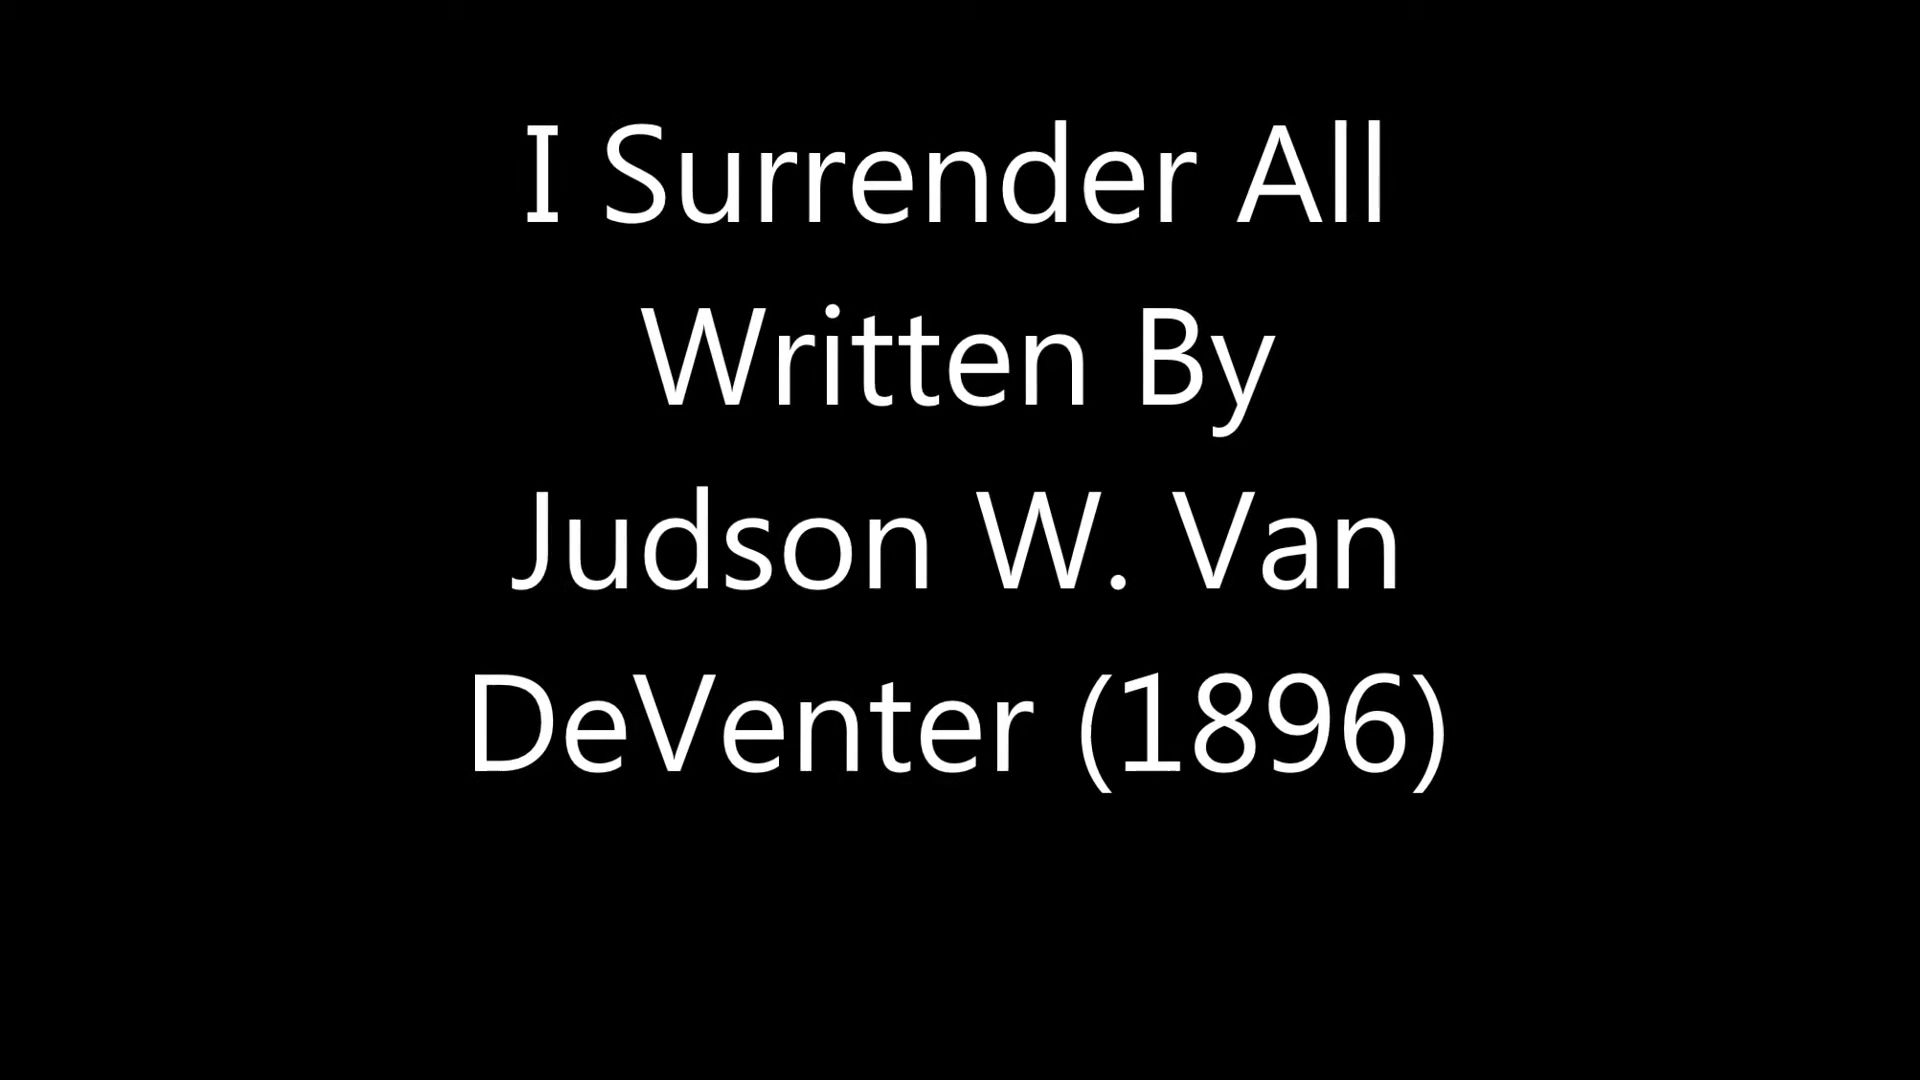 I Surrender All
Written By
Judson W. Van
DeVenter (1896)